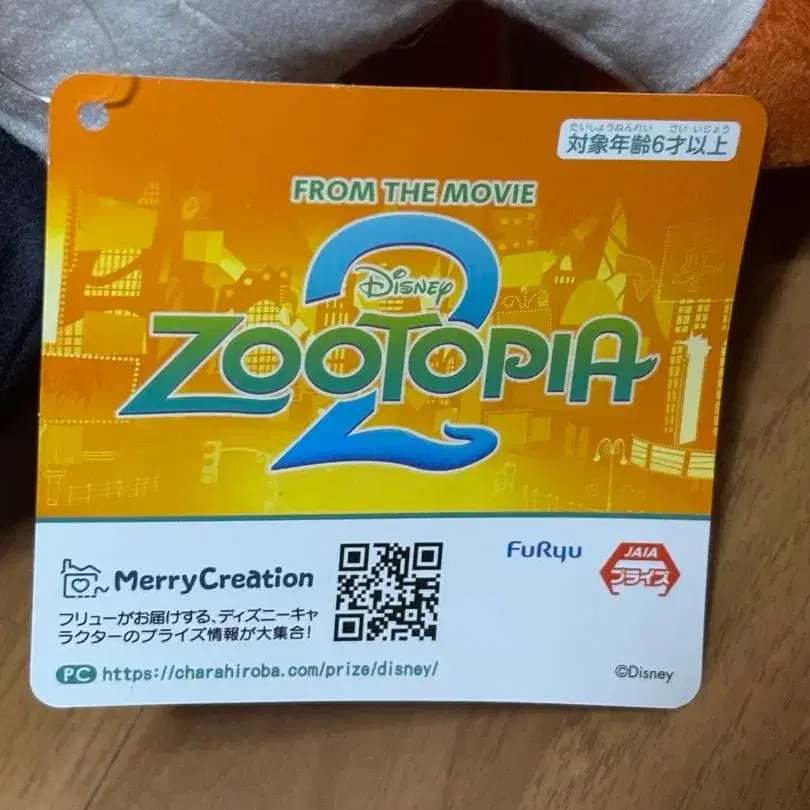 たいしょうねんれい さい いじょう
対象年齢6才以上
FROM THE MOVIE
2
Disney
ZOOTOPIA
MerryCreation
フリューがお届けする、ディズニーキャ
ラクターのプライズ情報が大集合!
PC https://charahiroba.com/prize/disney/
FuRyu
JAIA
プライズ
©Disney